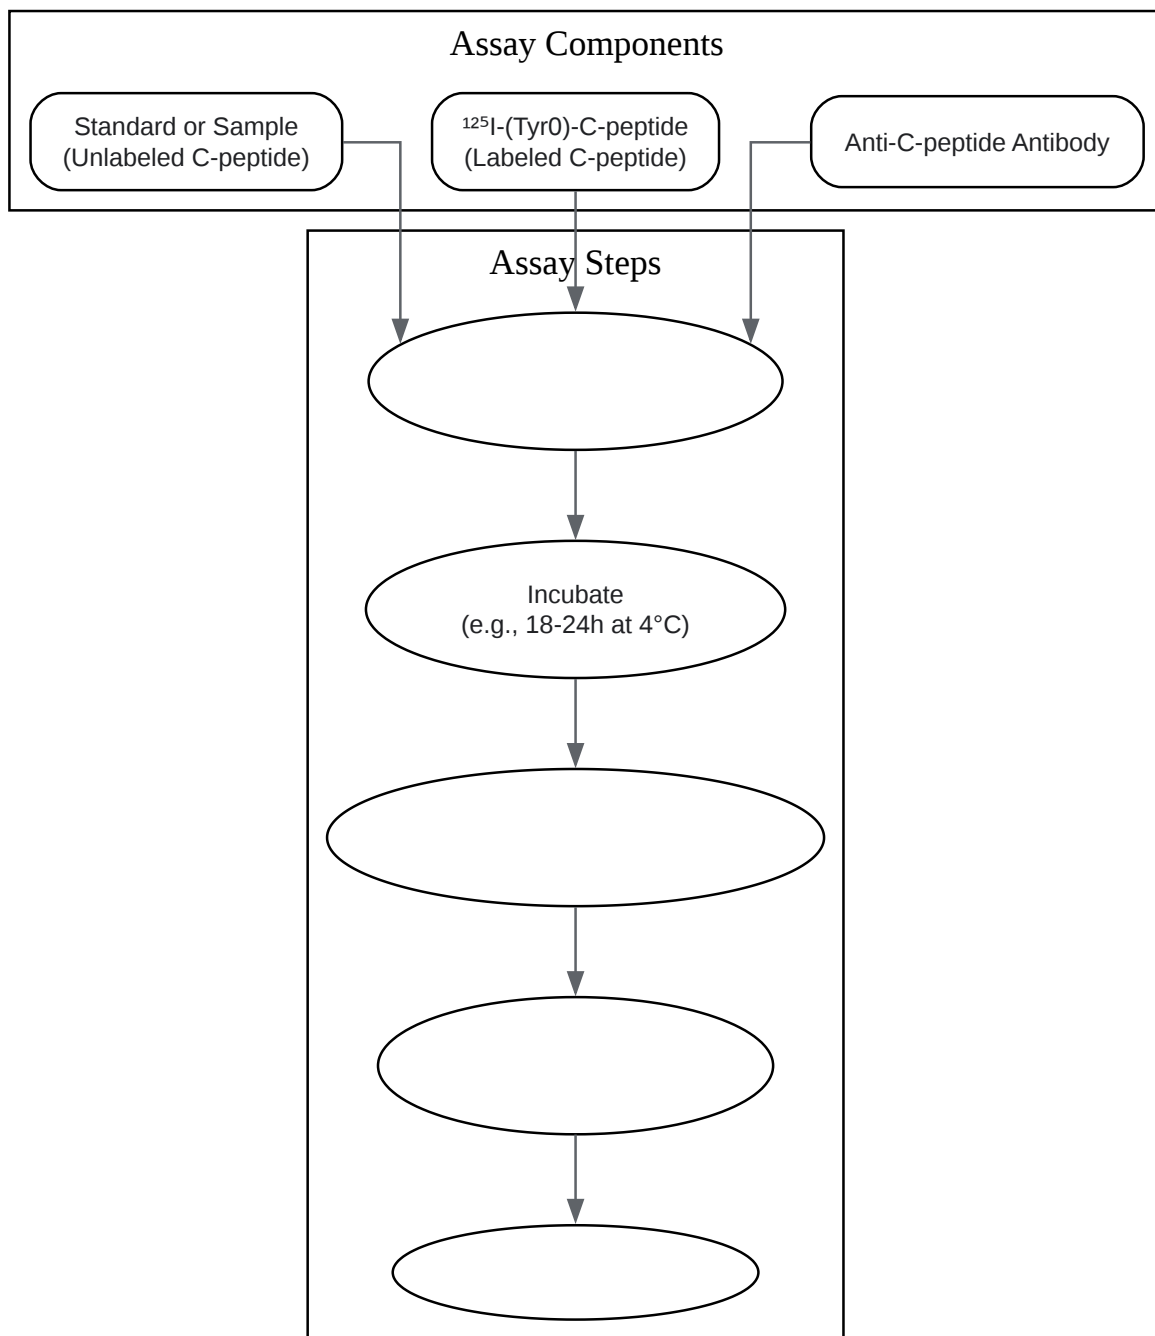 Assay Components
Standard or Sample
(Unlabeled C-peptide)
¹²⁵I-(Tyr0)-C-peptide
(Labeled C-peptide)
Anti-C-peptide Antibody
Assay Steps
Incubate
(e.g., 18-24h at 4°C)